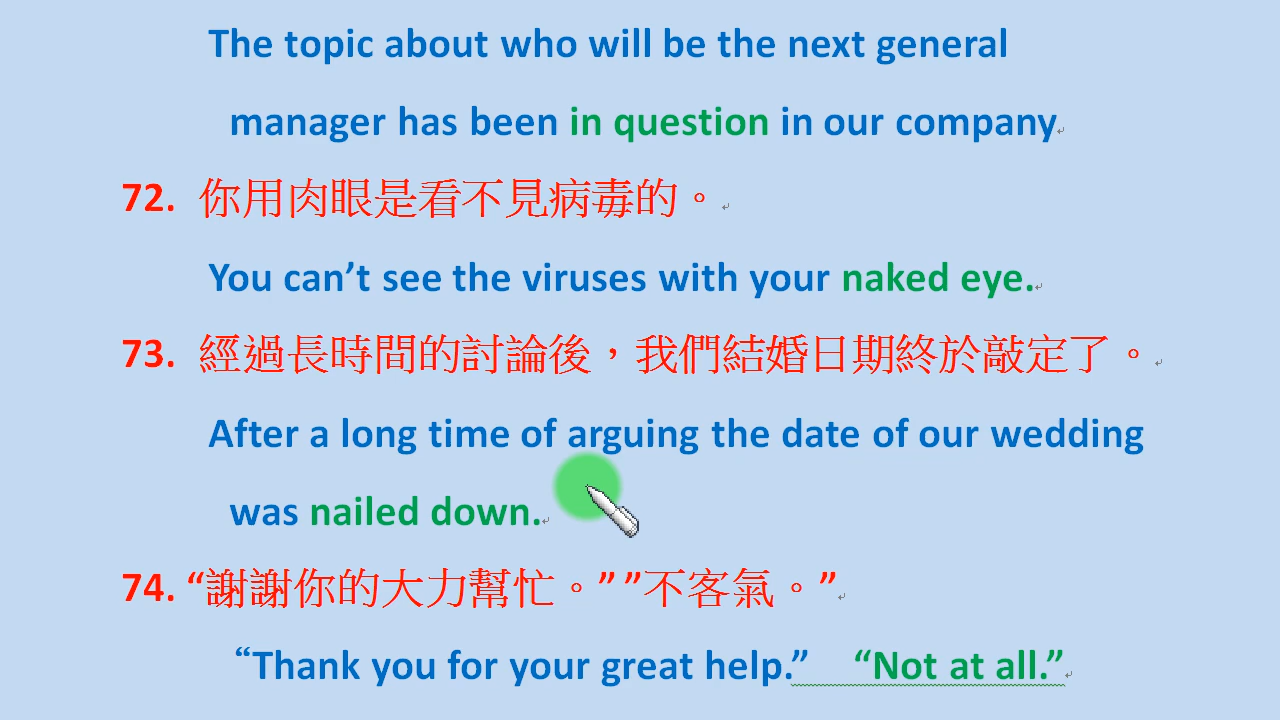 The topic about who will be the next general
manager has been in question in our company
72. 你用肉眼是看不見病毒的。
You can’t see the viruses with your naked eye.
73. 經過長時間的討論後，我們結婚日期終於敲定了。
After a long time of arguing the date of our wedding
was nailed down.
74. “謝謝你的大力幫忙。” ”不客氣。”
“Thank you for your great help.” “Not at all.”